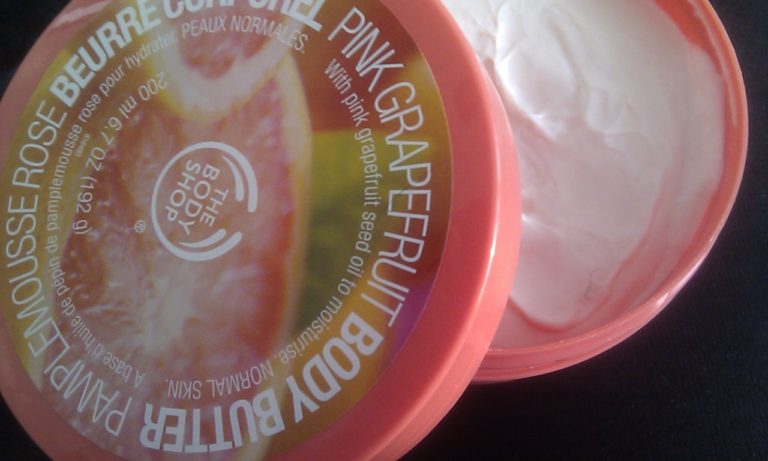 PINK GRAPEFRUIT BODY BUTTER
PAMPLEMOUSSE ROSE BEURRE CORPOREL
With pink grapefruit seed oil to moisturise. NORMAL SKIN.
A base d'huile de pépin de pamplemousse rose pour hydrater. PEAUX NORMALES.
200 ml 6.7 OZ (192 g)
THE
BODY
SHOP
®